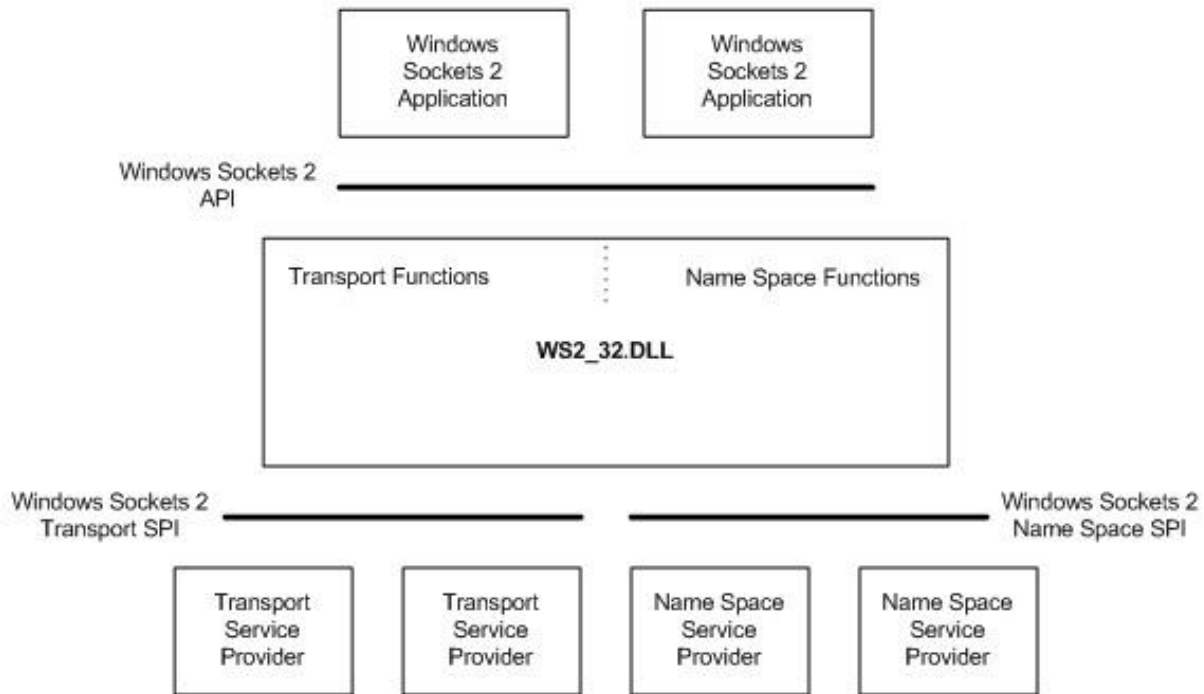 Windows
Sockets 2
Application
Windows
Sockets 2
Application
Windows Sockets 2
API
Transport Functions
Name Space Functions
WS2_32.DLL
Windows Sockets 2
Transport SPI
Windows Sockets 2
Name Space SPI
Transport
Service
Provider
Transport
Service
Provider
Name Space
Service
Provider
Name Space
Service
Provider